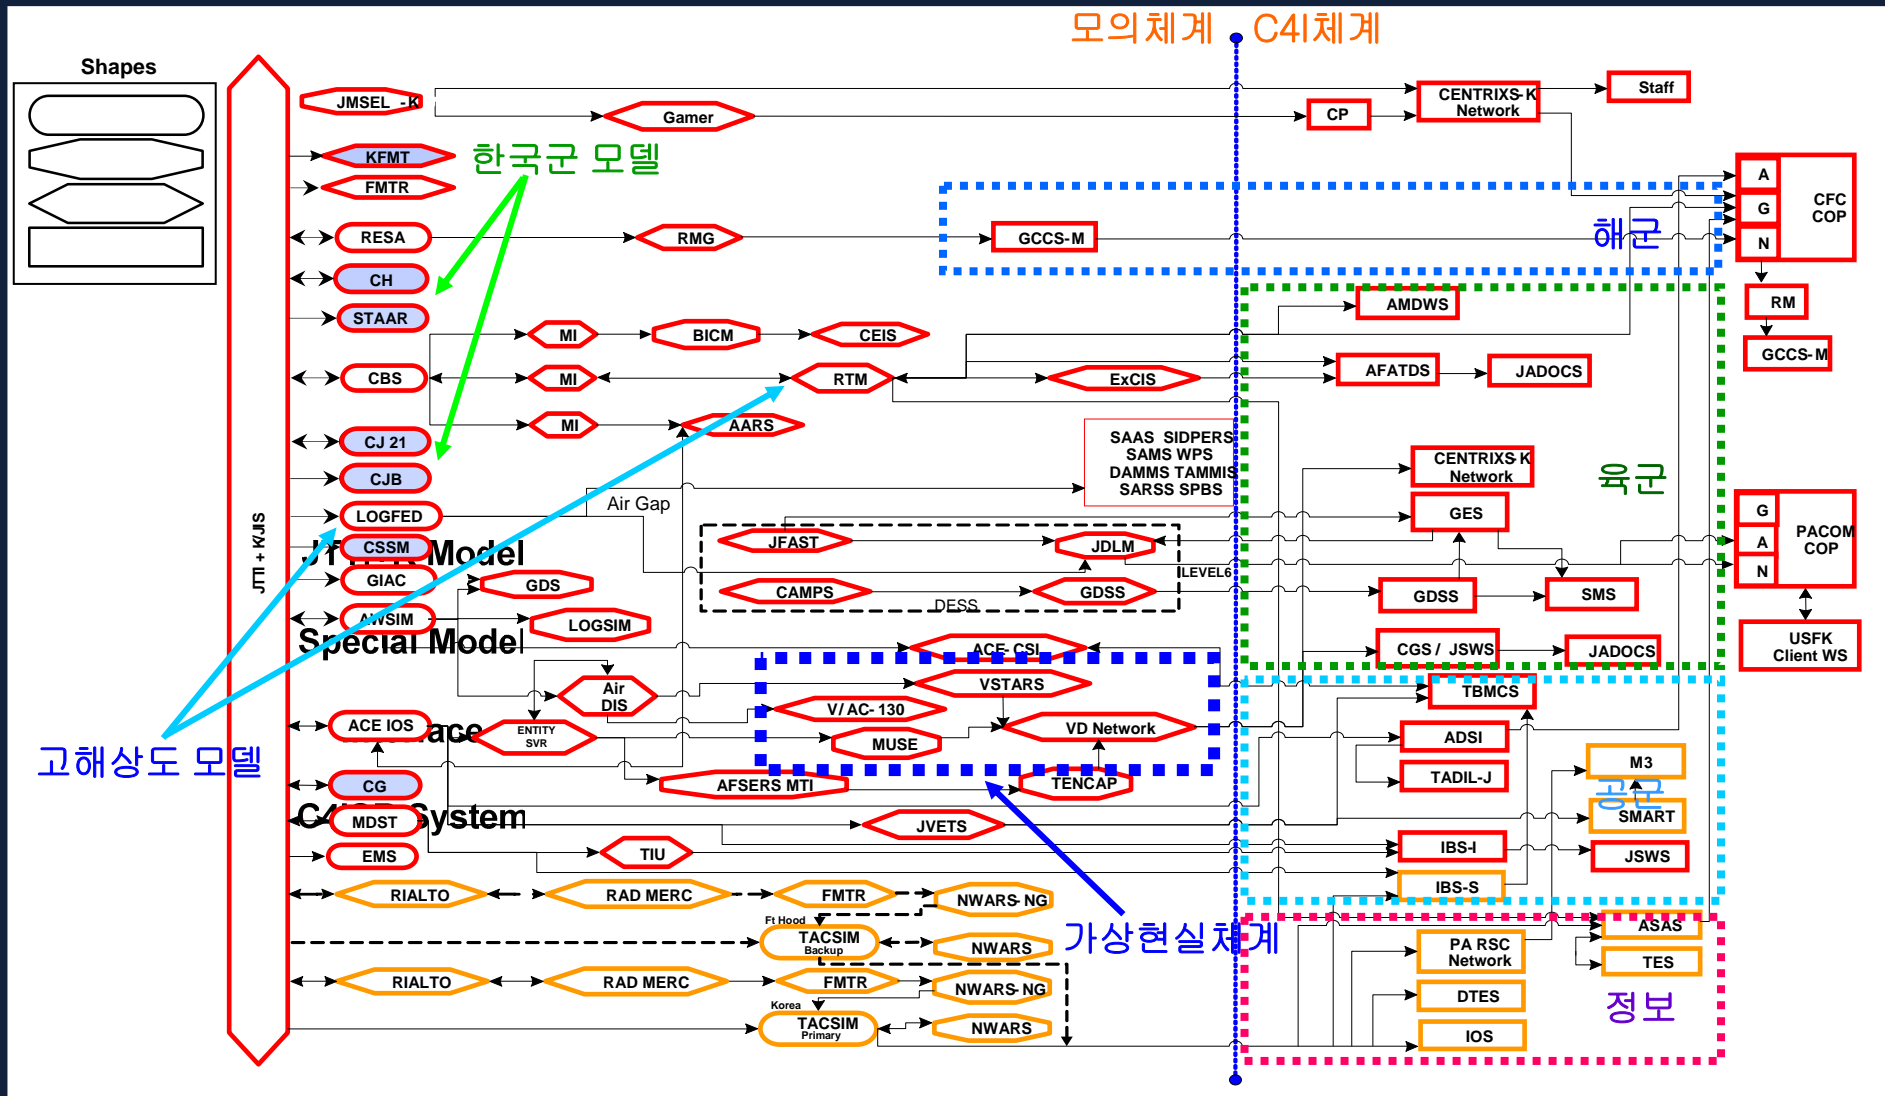 모의체계
C4I체계
Shapes
JMSEL -K
Gamer
CP
CENTRIXS-K
Network
Staff
KFMT
한국군 모델
FMTR
A
G
N
CFC
COP
RESA
RMG
GCCS-M
해군
CH
STAAR
AMDWS
RM
MI
BICM
CEIS
GCCS-M
CBS
MI
RTM
ExCIS
AFATDS
JADOCS
MI
AARS
CJ 21
SAAS SIDPERS
SAMS WPS
DAMMS TAMMIS
SARSS SPBS
CENTRIXS-K
Network
육군
CJB
LOGFED
Air Gap
GES
G
A
N
PACOM
COP
JTTI + K/JIS
CSSM
Model
JFAST
JDLM
LEVEL6
GIAC
GDS
CAMPS
GDSS
DESS
GDSS
SMS
AWSIM
LOGSIM
Special Model
ACE-CSI
CGS / JSWS
JADOCS
USFK
Client WS
Air
DIS
VSTARS
TBMCS
V/AC-130
ACE IOS
ENTITY
SVR
MUSE
VD Network
ADSI
고해상도 모델
M3
TADIL-J
CG
AFSERS MTI
TENCAP
공군
SMART
MDST
System
JVETS
EMS
TIU
IBS-I
JSWS
IBS-S
RIALTO
RAD MERC
FMTR
NWARS-NG
Ft Hood
TACSIM
Backup
NWARS
가상현실체계
ASAS
PA RSC
Network
TES
RIALTO
RAD MERC
FMTR
NWARS-NG
DTES
정보
Korea
TACSIM
Primary
NWARS
IOS